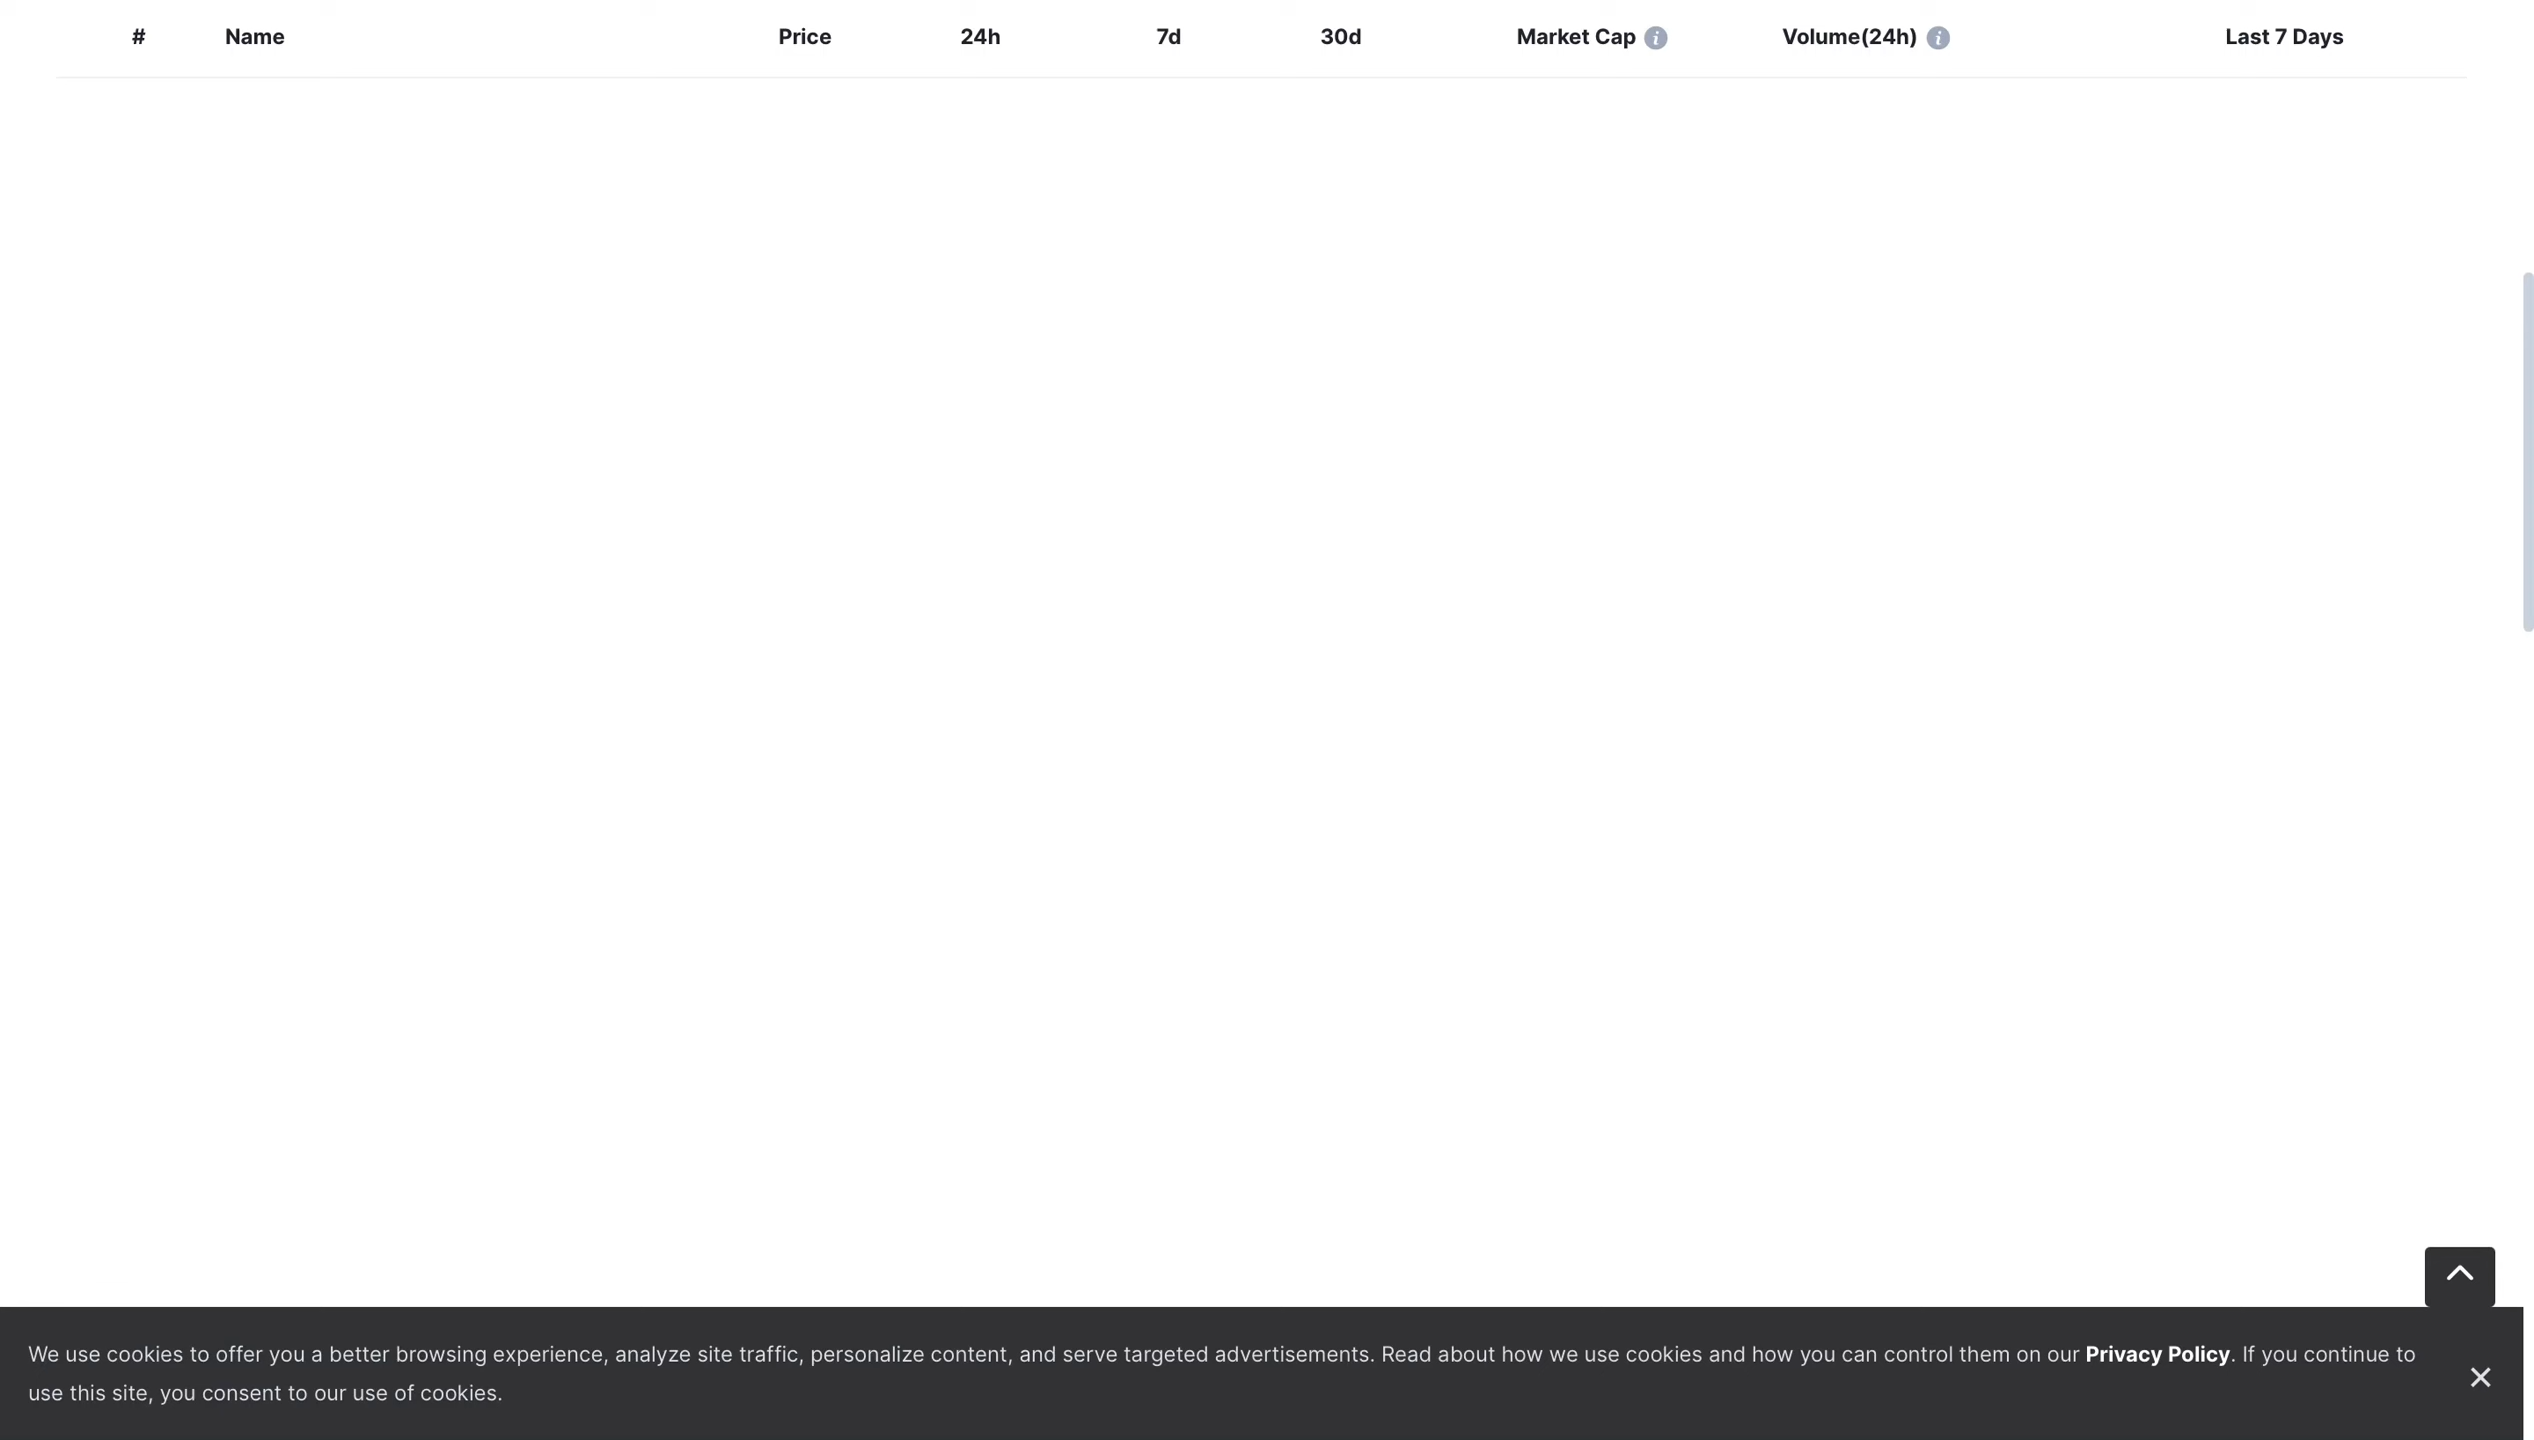 # Name Price 24h 7d 30d Market Cap Volume(24h) Last 7 Days
We use cookies to offer you a better browsing experience, analyze site traffic, personalize content, and serve targeted advertisements. Read about how we use cookies and how you can control them on our Privacy Policy. If you continue to
use this site, you consent to our use of cookies.